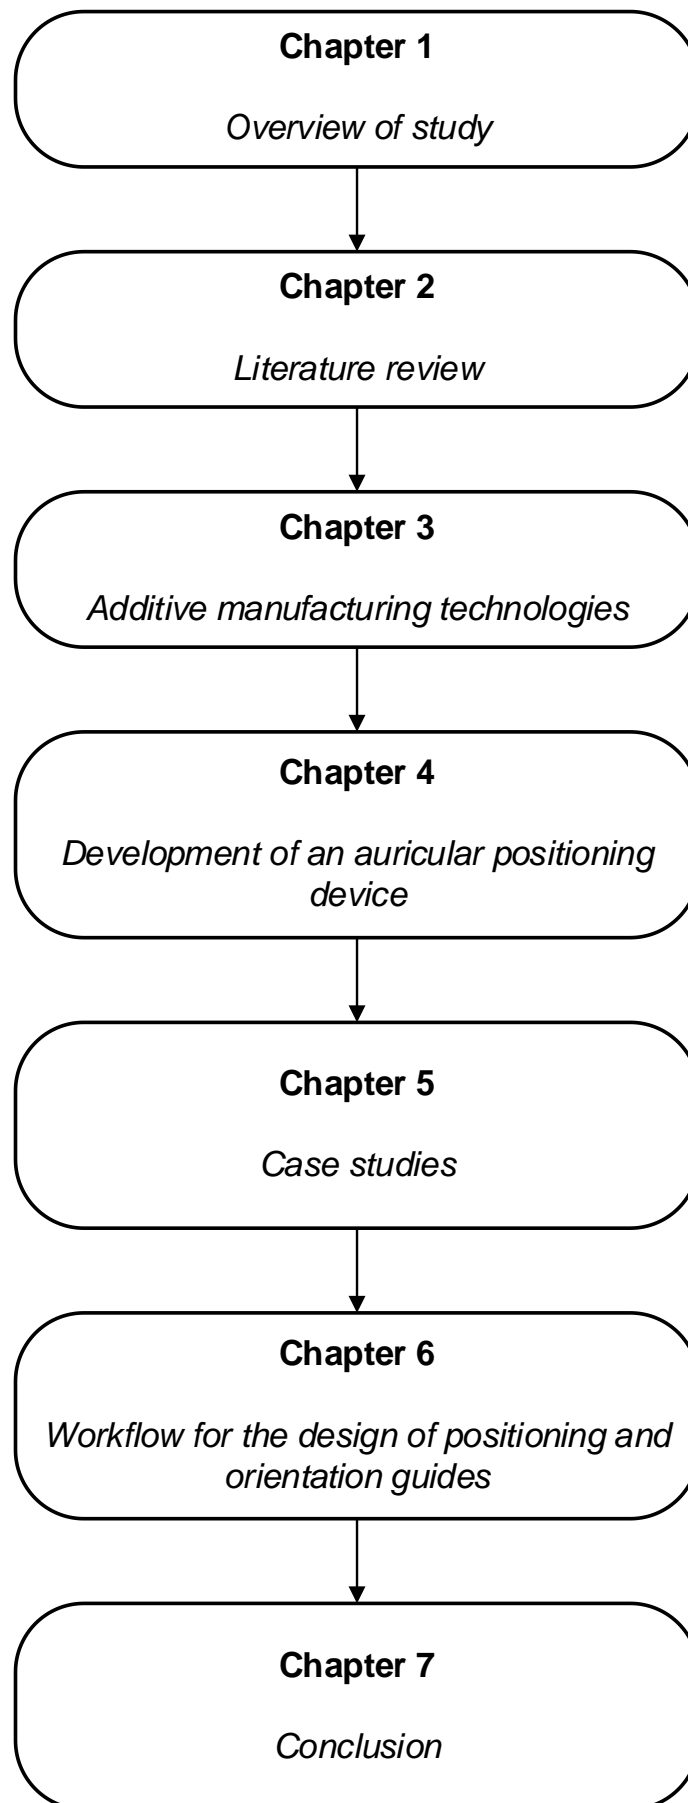 Chapter 1
Overview of study
Chapter 2
Literature review
Chapter 3
Additive manufacturing technologies
Chapter 4
Development of an auricular positioning
device
Chapter 5
Case studies
Chapter 6
Workflow for the design of positioning and
orientation guides
Chapter 7
Conclusion